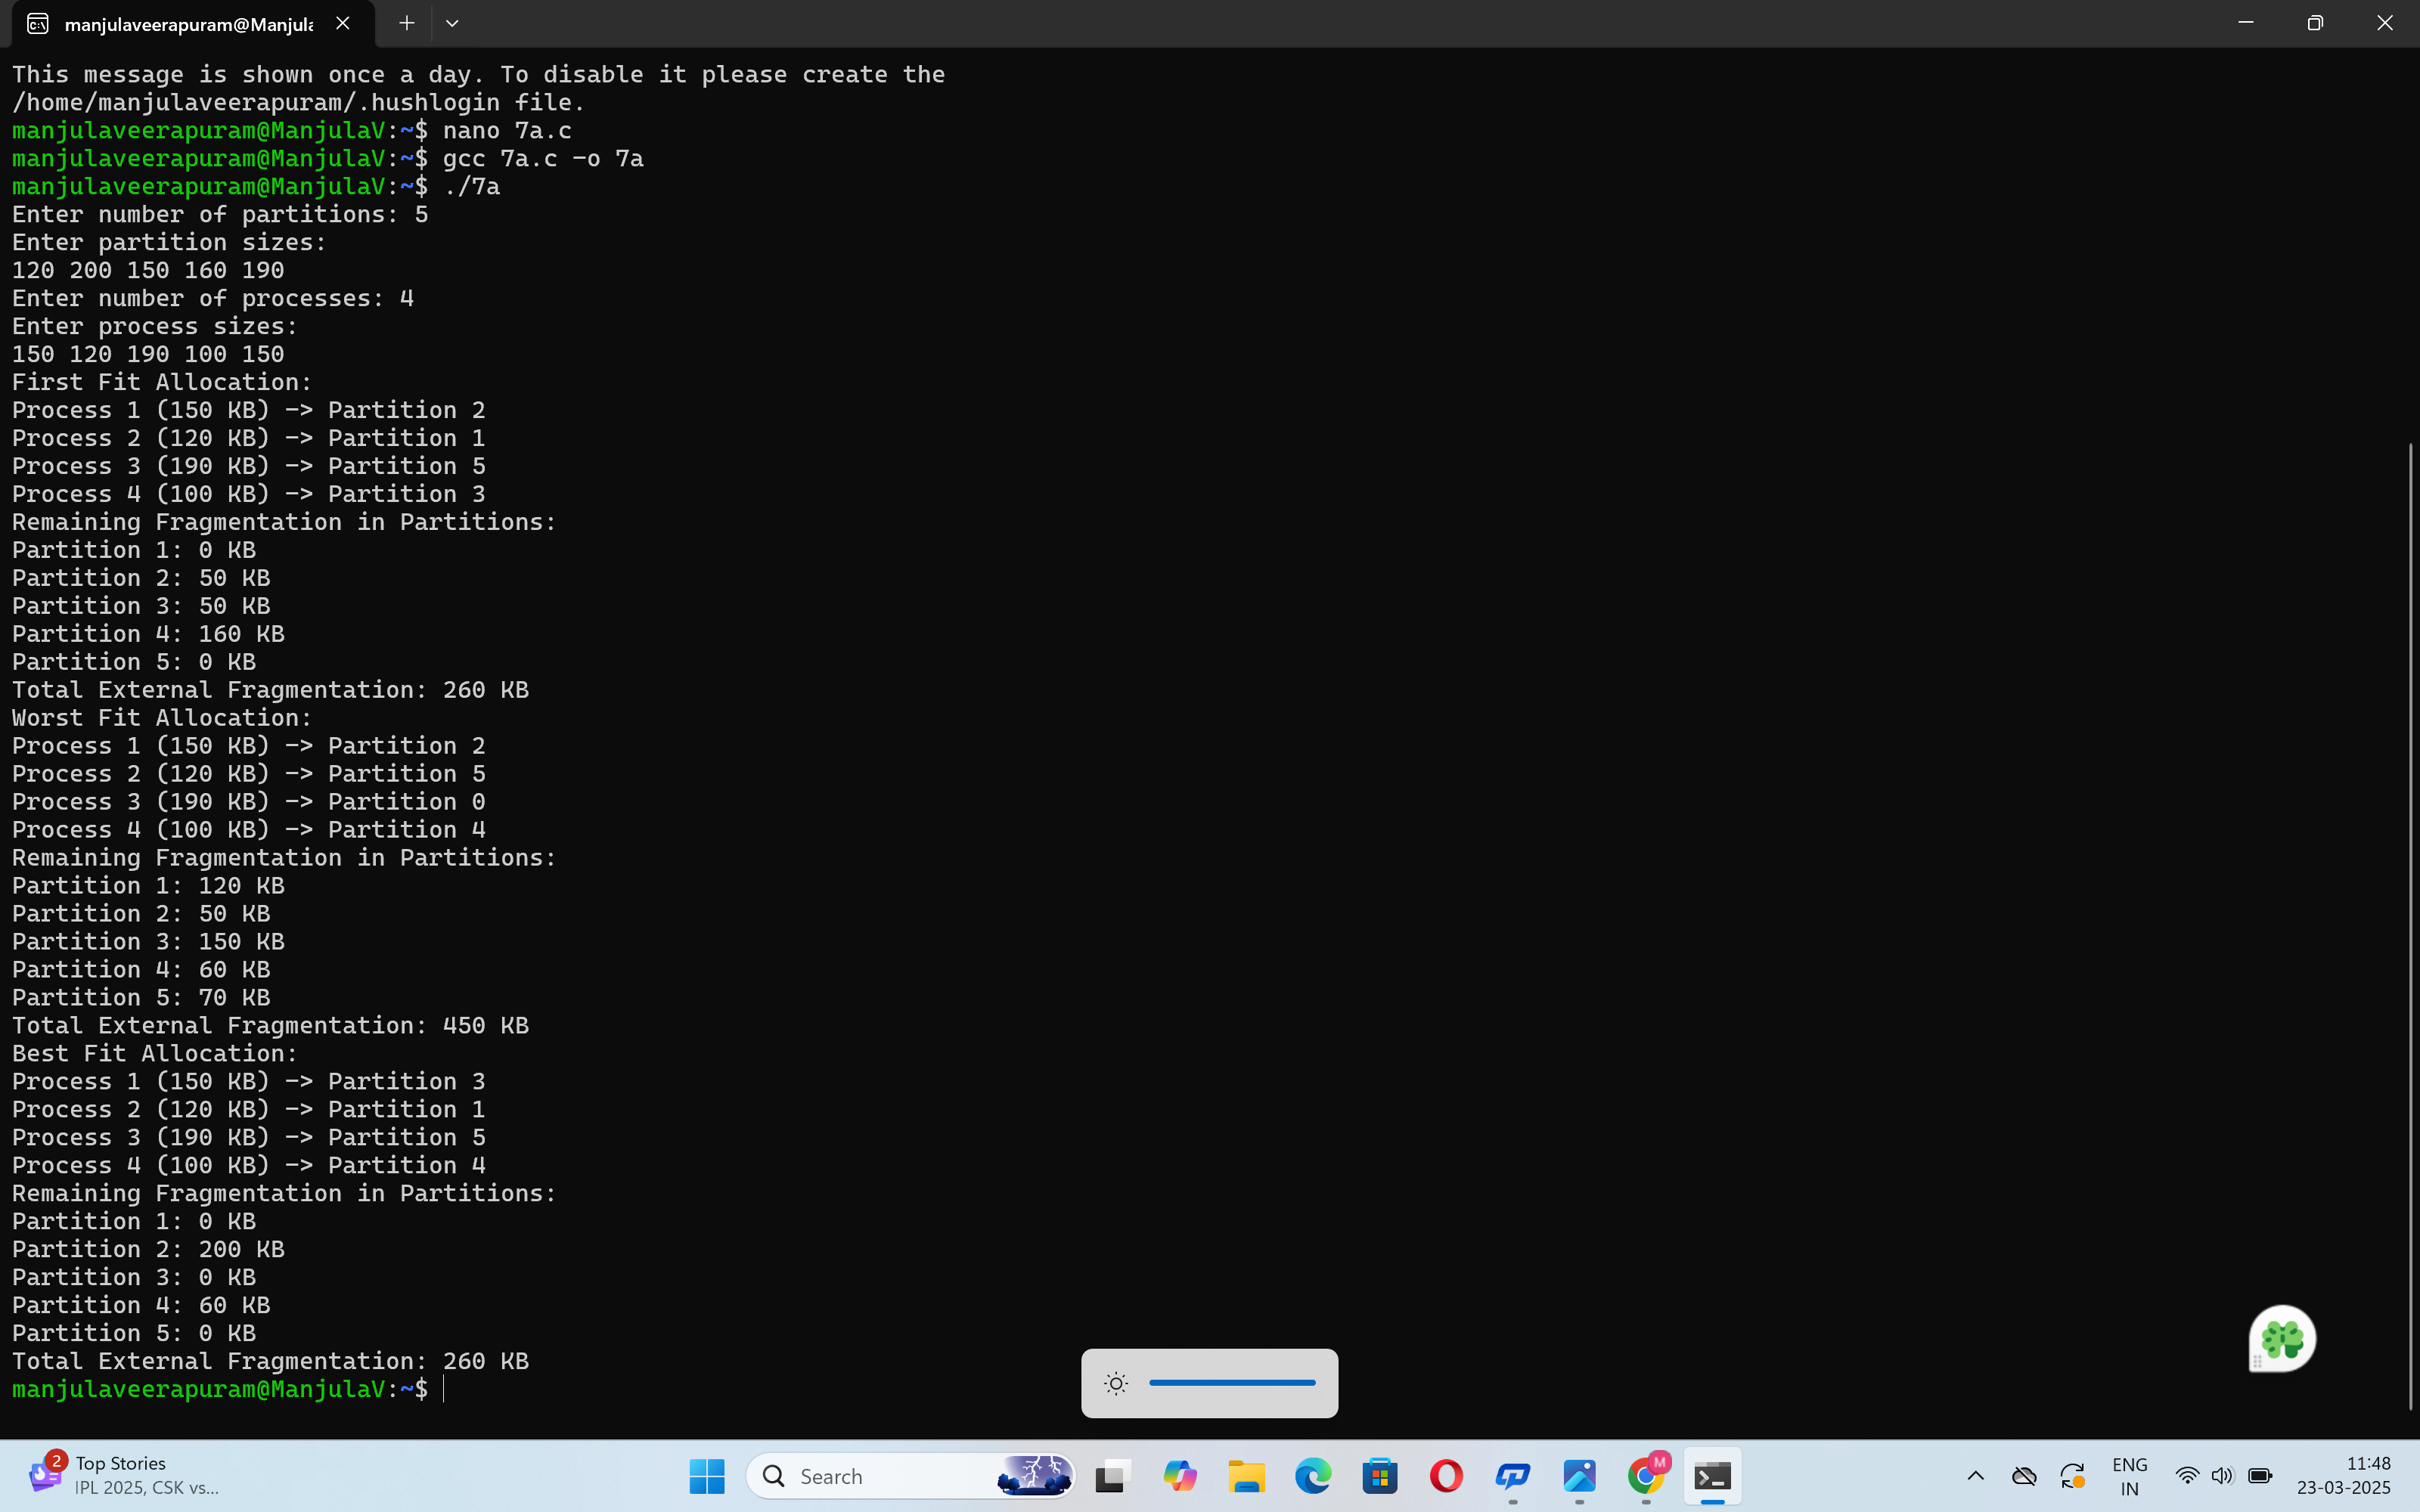 manjulaveerapuram@Manjula
This message is shown once a day. To disable it please create the
/home/manjulaveerapuram/.hushlogin file.
manjulaveerapuram@ManjulaV:~$ nano 7a.c
manjulaveerapuram@ManjulaV:~$ gcc 7a.c -o 7a
manjulaveerapuram@ManjulaV:~$ ./7a
Enter number of partitions: 5
Enter partition sizes:
120 200 150 160 190
Enter number of processes: 4
Enter process sizes:
150 120 190 100 150
First Fit Allocation:
Process 1 (150 KB) -> Partition 2
Process 2 (120 KB) -> Partition 1
Process 3 (190 KB) -> Partition 5
Process 4 (100 KB) -> Partition 3
Remaining Fragmentation in Partitions:
Partition 1: 0 KB
Partition 2: 50 KB
Partition 3: 50 KB
Partition 4: 160 KB
Partition 5: 0 KB
Total External Fragmentation: 260 KB
Worst Fit Allocation:
Process 1 (150 KB) -> Partition 2
Process 2 (120 KB) -> Partition 5
Process 3 (190 KB) -> Partition 0
Process 4 (100 KB) -> Partition 4
Remaining Fragmentation in Partitions:
Partition 1: 120 KB
Partition 2: 50 KB
Partition 3: 150 KB
Partition 4: 60 KB
Partition 5: 70 KB
Total External Fragmentation: 450 KB
Best Fit Allocation:
Process 1 (150 KB) -> Partition 3
Process 2 (120 KB) -> Partition 1
Process 3 (190 KB) -> Partition 5
Process 4 (100 KB) -> Partition 4
Remaining Fragmentation in Partitions:
Partition 1: 0 KB
Partition 2: 200 KB
Partition 3: 0 KB
Partition 4: 60 KB
Partition 5: 0 KB
Total External Fragmentation: 260 KB
manjulaveerapuram@ManjulaV:~$
2
Top Stories
IPL 2025, CSK vs...
Search
M
ENG
IN
11:48
23-03-2025